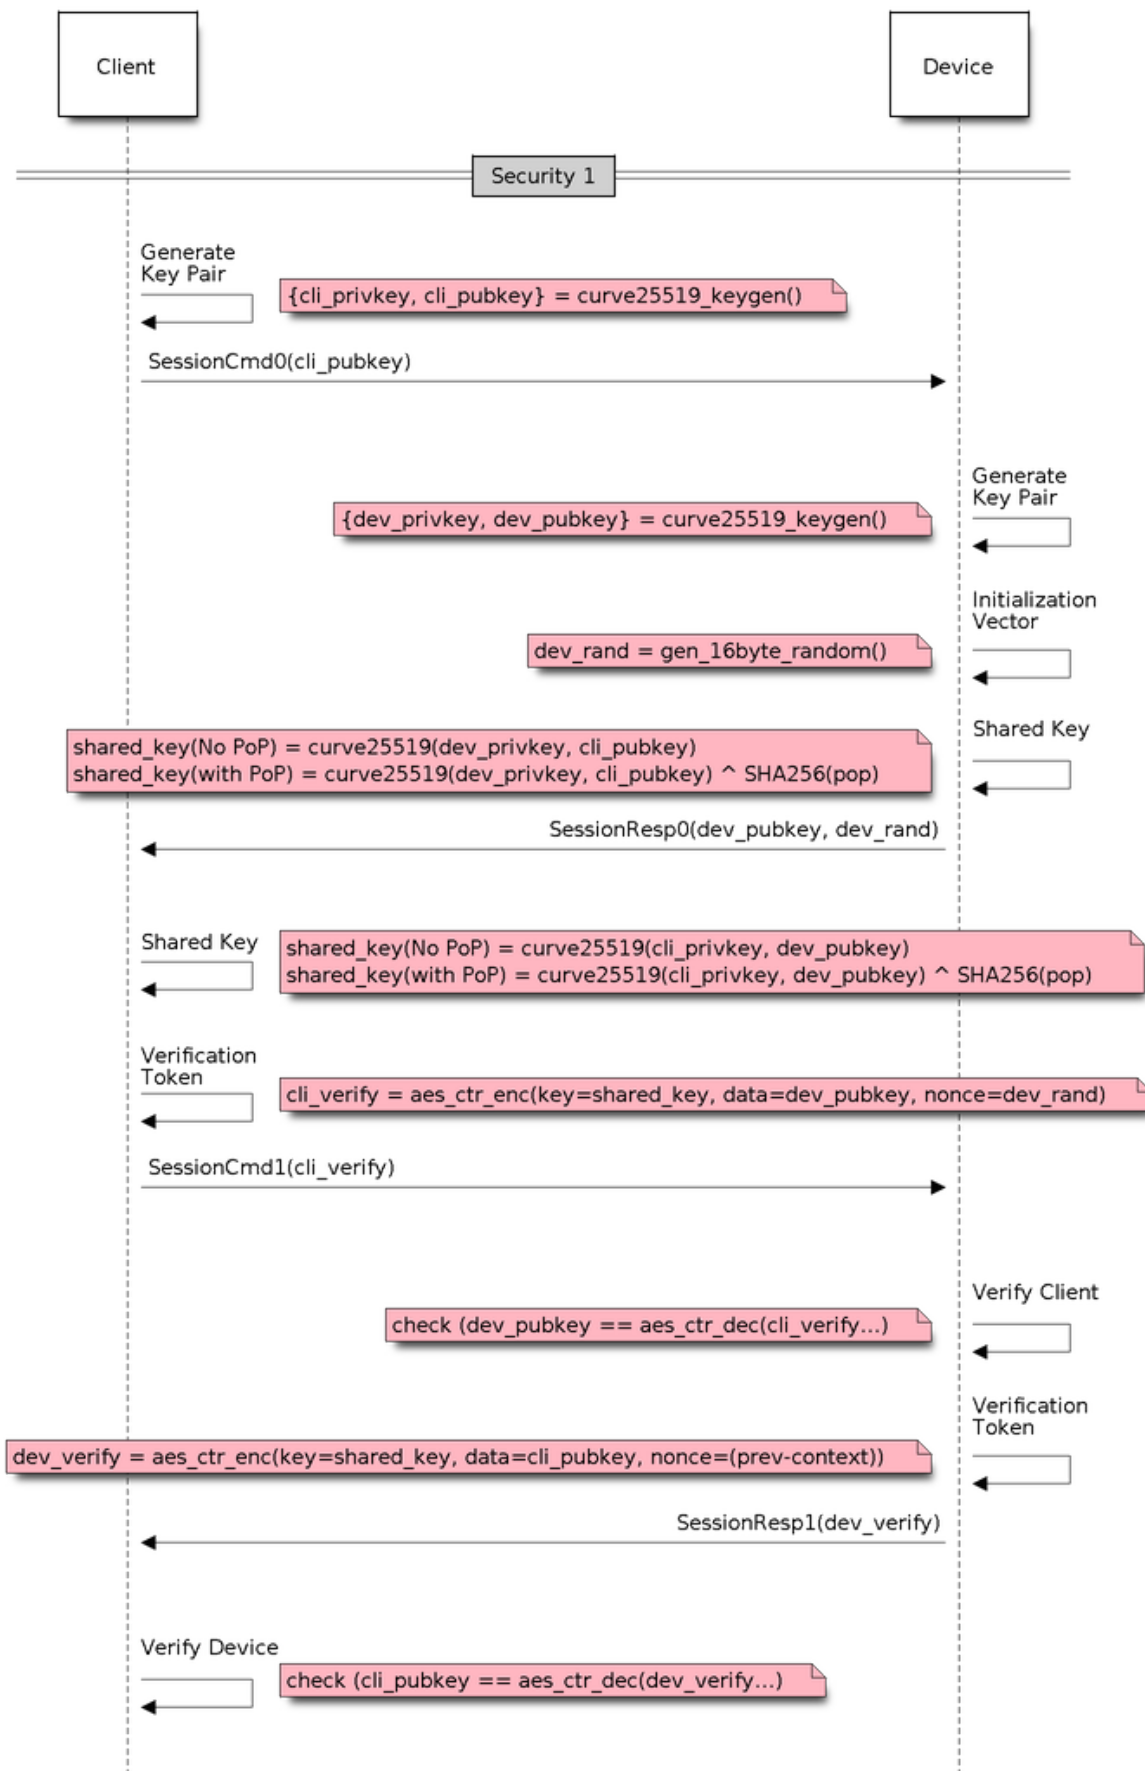 Client
Device
Security 1
Generate
Key Pair
{cli_privkey, cli_pubkey} = curve25519_keygen()
SessionCmd0(cli_pubkey)
Generate
Key Pair
{dev_privkey, dev_pubkey} = curve25519_keygen()
Initialization
Vector
dev_rand = gen_16byte_random()
Shared Key
shared_key(No PoP) = curve25519(dev_privkey, cli_pubkey)
shared_key(with PoP) = curve25519(dev_privkey, cli_pubkey) ^ SHA256(pop)
SessionResp0(dev_pubkey, dev_rand)
Shared Key
shared_key(No PoP) = curve25519(cli_privkey, dev_pubkey)
shared_key(with PoP) = curve25519(cli_privkey, dev_pubkey) ^ SHA256(pop)
Verification
Token
cli_verify = aes_ctr_enc(key=shared_key, data=dev_pubkey, nonce=dev_rand)
SessionCmd1(cli_verify)
Verify Client
check (dev_pubkey == aes_ctr_dec(cli_verify...)
Verification
Token
dev_verify = aes_ctr_enc(key=shared_key, data=cli_pubkey, nonce=(prev-context))
SessionResp1(dev_verify)
Verify Device
check (cli_pubkey == aes_ctr_dec(dev_verify...)